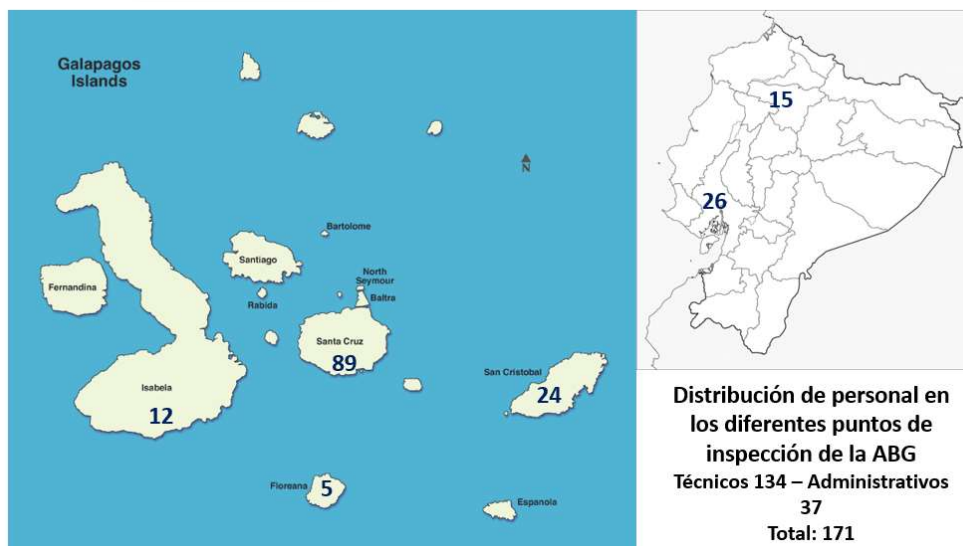 Galapagos
Islands
N
Bartolome
Santiago
North
Seymour
Fernandina
Rabida
Baltra
Santa Cruz
89
San Cristobal
24
Isabela
12
Floreana
5
Espanola
15
26
Distribución de personal en
los diferentes puntos de
inspección de la ABG
Técnicos 134 – Administrativos
37
Total: 171